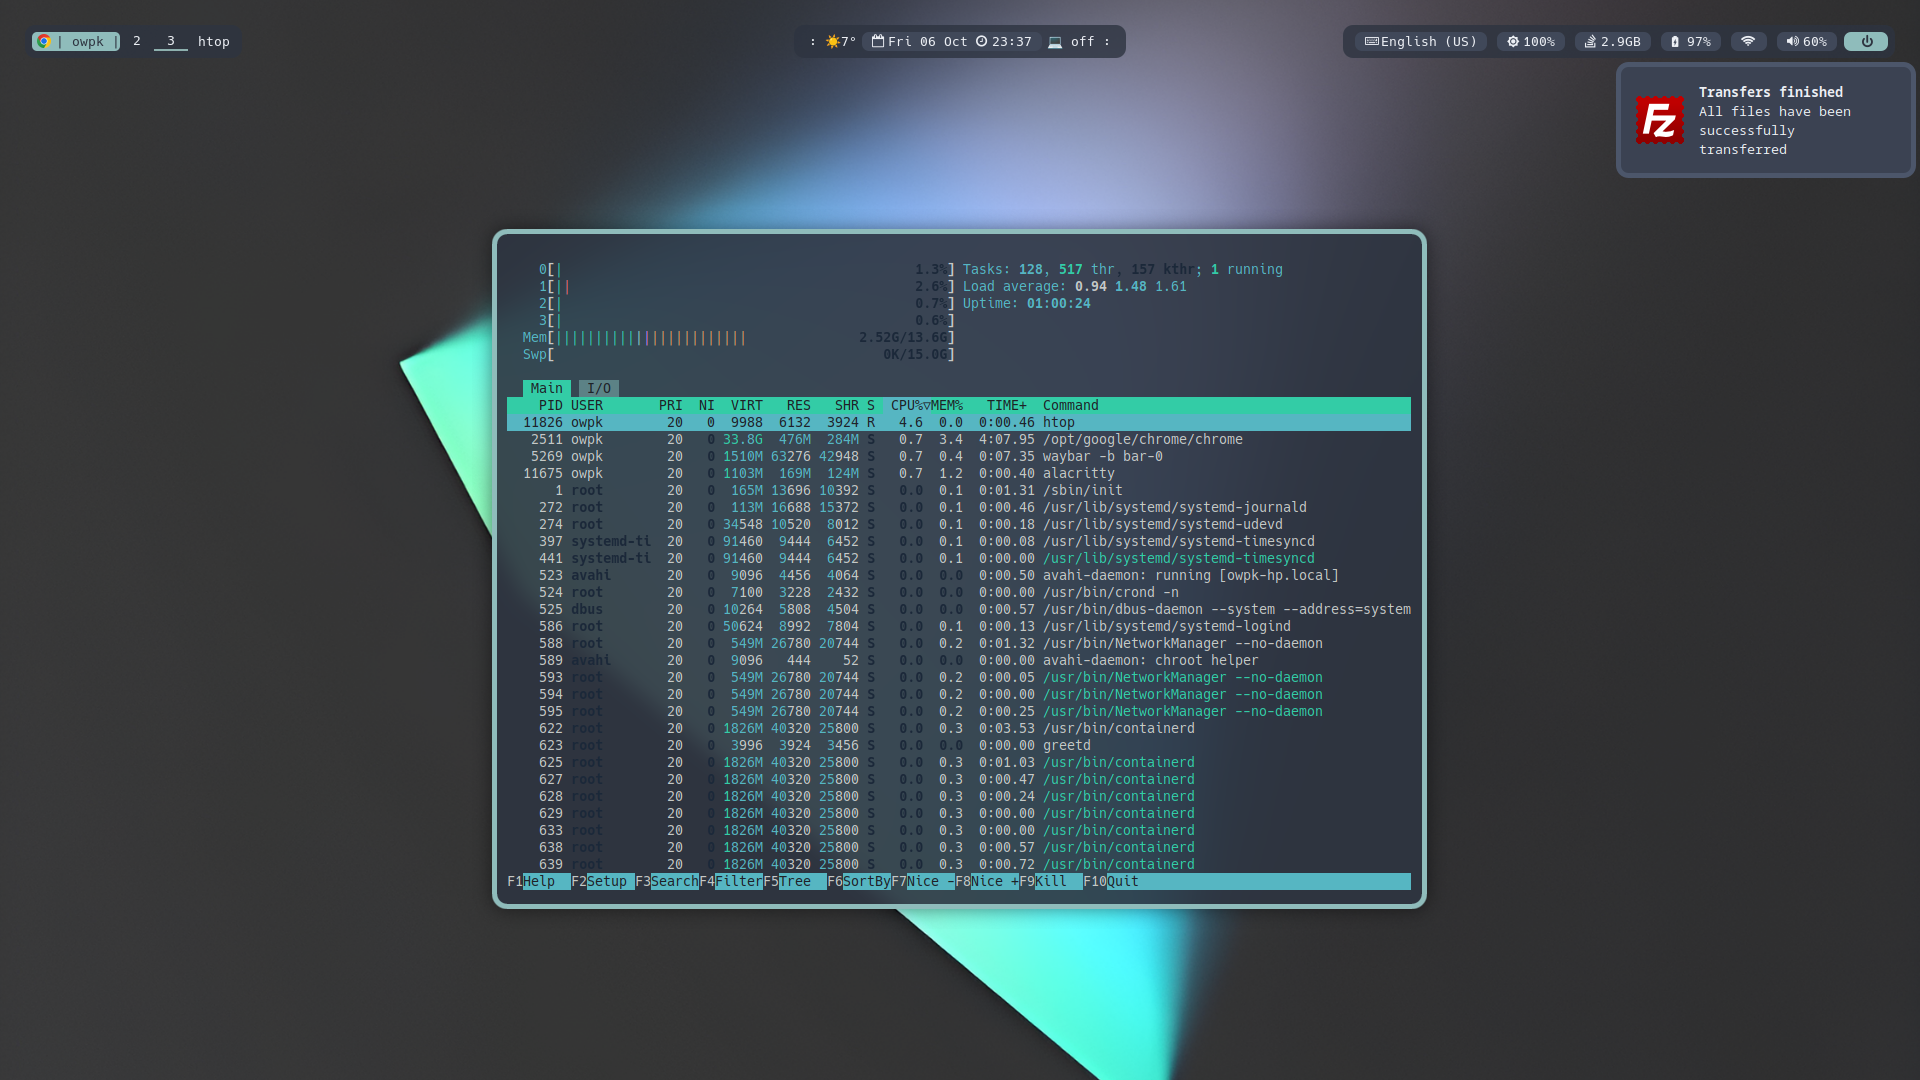 | owpk | 2 3 htop
: 7° Fri 06 Oct 23:37 off :
English (US) 100% 2.9GB 97% 60%
Transfers finished
All files have been
successfully
transferred
Fz
0[| 1.3%] Tasks: 128, 517 thr, 157 kthr; 1 running
1[|| 2.6%] Load average: 0.94 1.48 1.61
2[| 0.7%] Uptime: 01:00:24
3[| 0.6%]
Mem[|||||||||||||||||||||||| 2.52G/13.6G]
Swp[ 0K/15.0G]
Main I/O
PID USER PRI NI VIRT RES SHR S CPU%▽MEM% TIME+ Command
11826 owpk 20 0 9988 6132 3924 R 4.6 0.0 0:00.46 htop
2511 owpk 20 0 33.8G 476M 284M S 0.7 3.4 4:07.95 /opt/google/chrome/chrome
5269 owpk 20 0 1510M 63276 42948 S 0.7 0.4 0:07.35 waybar -b bar-0
11675 owpk 20 0 1103M 169M 124M S 0.7 1.2 0:00.40 alacritty
1 root 20 0 165M 13696 10392 S 0.0 0.1 0:01.31 /sbin/init
272 root 20 0 113M 16688 15372 S 0.0 0.1 0:00.46 /usr/lib/systemd/systemd-journald
274 root 20 0 34548 10520 8012 S 0.0 0.1 0:00.18 /usr/lib/systemd/systemd-udevd
397 systemd-ti 20 0 91460 9444 6452 S 0.0 0.1 0:00.08 /usr/lib/systemd/systemd-timesyncd
441 systemd-ti 20 0 91460 9444 6452 S 0.0 0.1 0:00.00 /usr/lib/systemd/systemd-timesyncd
523 avahi 20 0 9096 4456 4064 S 0.0 0.0 0:00.50 avahi-daemon: running [owpk-hp.local]
524 root 20 0 7100 3228 2432 S 0.0 0.0 0:00.00 /usr/bin/crond -n
525 dbus 20 0 10264 5808 4504 S 0.0 0.0 0:00.57 /usr/bin/dbus-daemon --system --address=system
586 root 20 0 50624 8992 7804 S 0.0 0.1 0:00.13 /usr/lib/systemd/systemd-logind
588 root 20 0 549M 26780 20744 S 0.0 0.2 0:01.32 /usr/bin/NetworkManager --no-daemon
589 avahi 20 0 9096 444 52 S 0.0 0.0 0:00.00 avahi-daemon: chroot helper
593 root 20 0 549M 26780 20744 S 0.0 0.2 0:00.05 /usr/bin/NetworkManager --no-daemon
594 root 20 0 549M 26780 20744 S 0.0 0.2 0:00.00 /usr/bin/NetworkManager --no-daemon
595 root 20 0 549M 26780 20744 S 0.0 0.2 0:00.25 /usr/bin/NetworkManager --no-daemon
622 root 20 0 1826M 40320 25800 S 0.0 0.3 0:03.53 /usr/bin/containerd
623 root 20 0 3996 3924 3456 S 0.0 0.0 0:00.00 greetd
625 root 20 0 1826M 40320 25800 S 0.0 0.3 0:01.03 /usr/bin/containerd
627 root 20 0 1826M 40320 25800 S 0.0 0.3 0:00.47 /usr/bin/containerd
628 root 20 0 1826M 40320 25800 S 0.0 0.3 0:00.24 /usr/bin/containerd
629 root 20 0 1826M 40320 25800 S 0.0 0.3 0:00.00 /usr/bin/containerd
633 root 20 0 1826M 40320 25800 S 0.0 0.3 0:00.00 /usr/bin/containerd
638 root 20 0 1826M 40320 25800 S 0.0 0.3 0:00.57 /usr/bin/containerd
639 root 20 0 1826M 40320 25800 S 0.0 0.3 0:00.72 /usr/bin/containerd
F1Help F2Setup F3SearchF4FilterF5Tree F6SortByF7Nice -F8Nice +F9Kill F10Quit